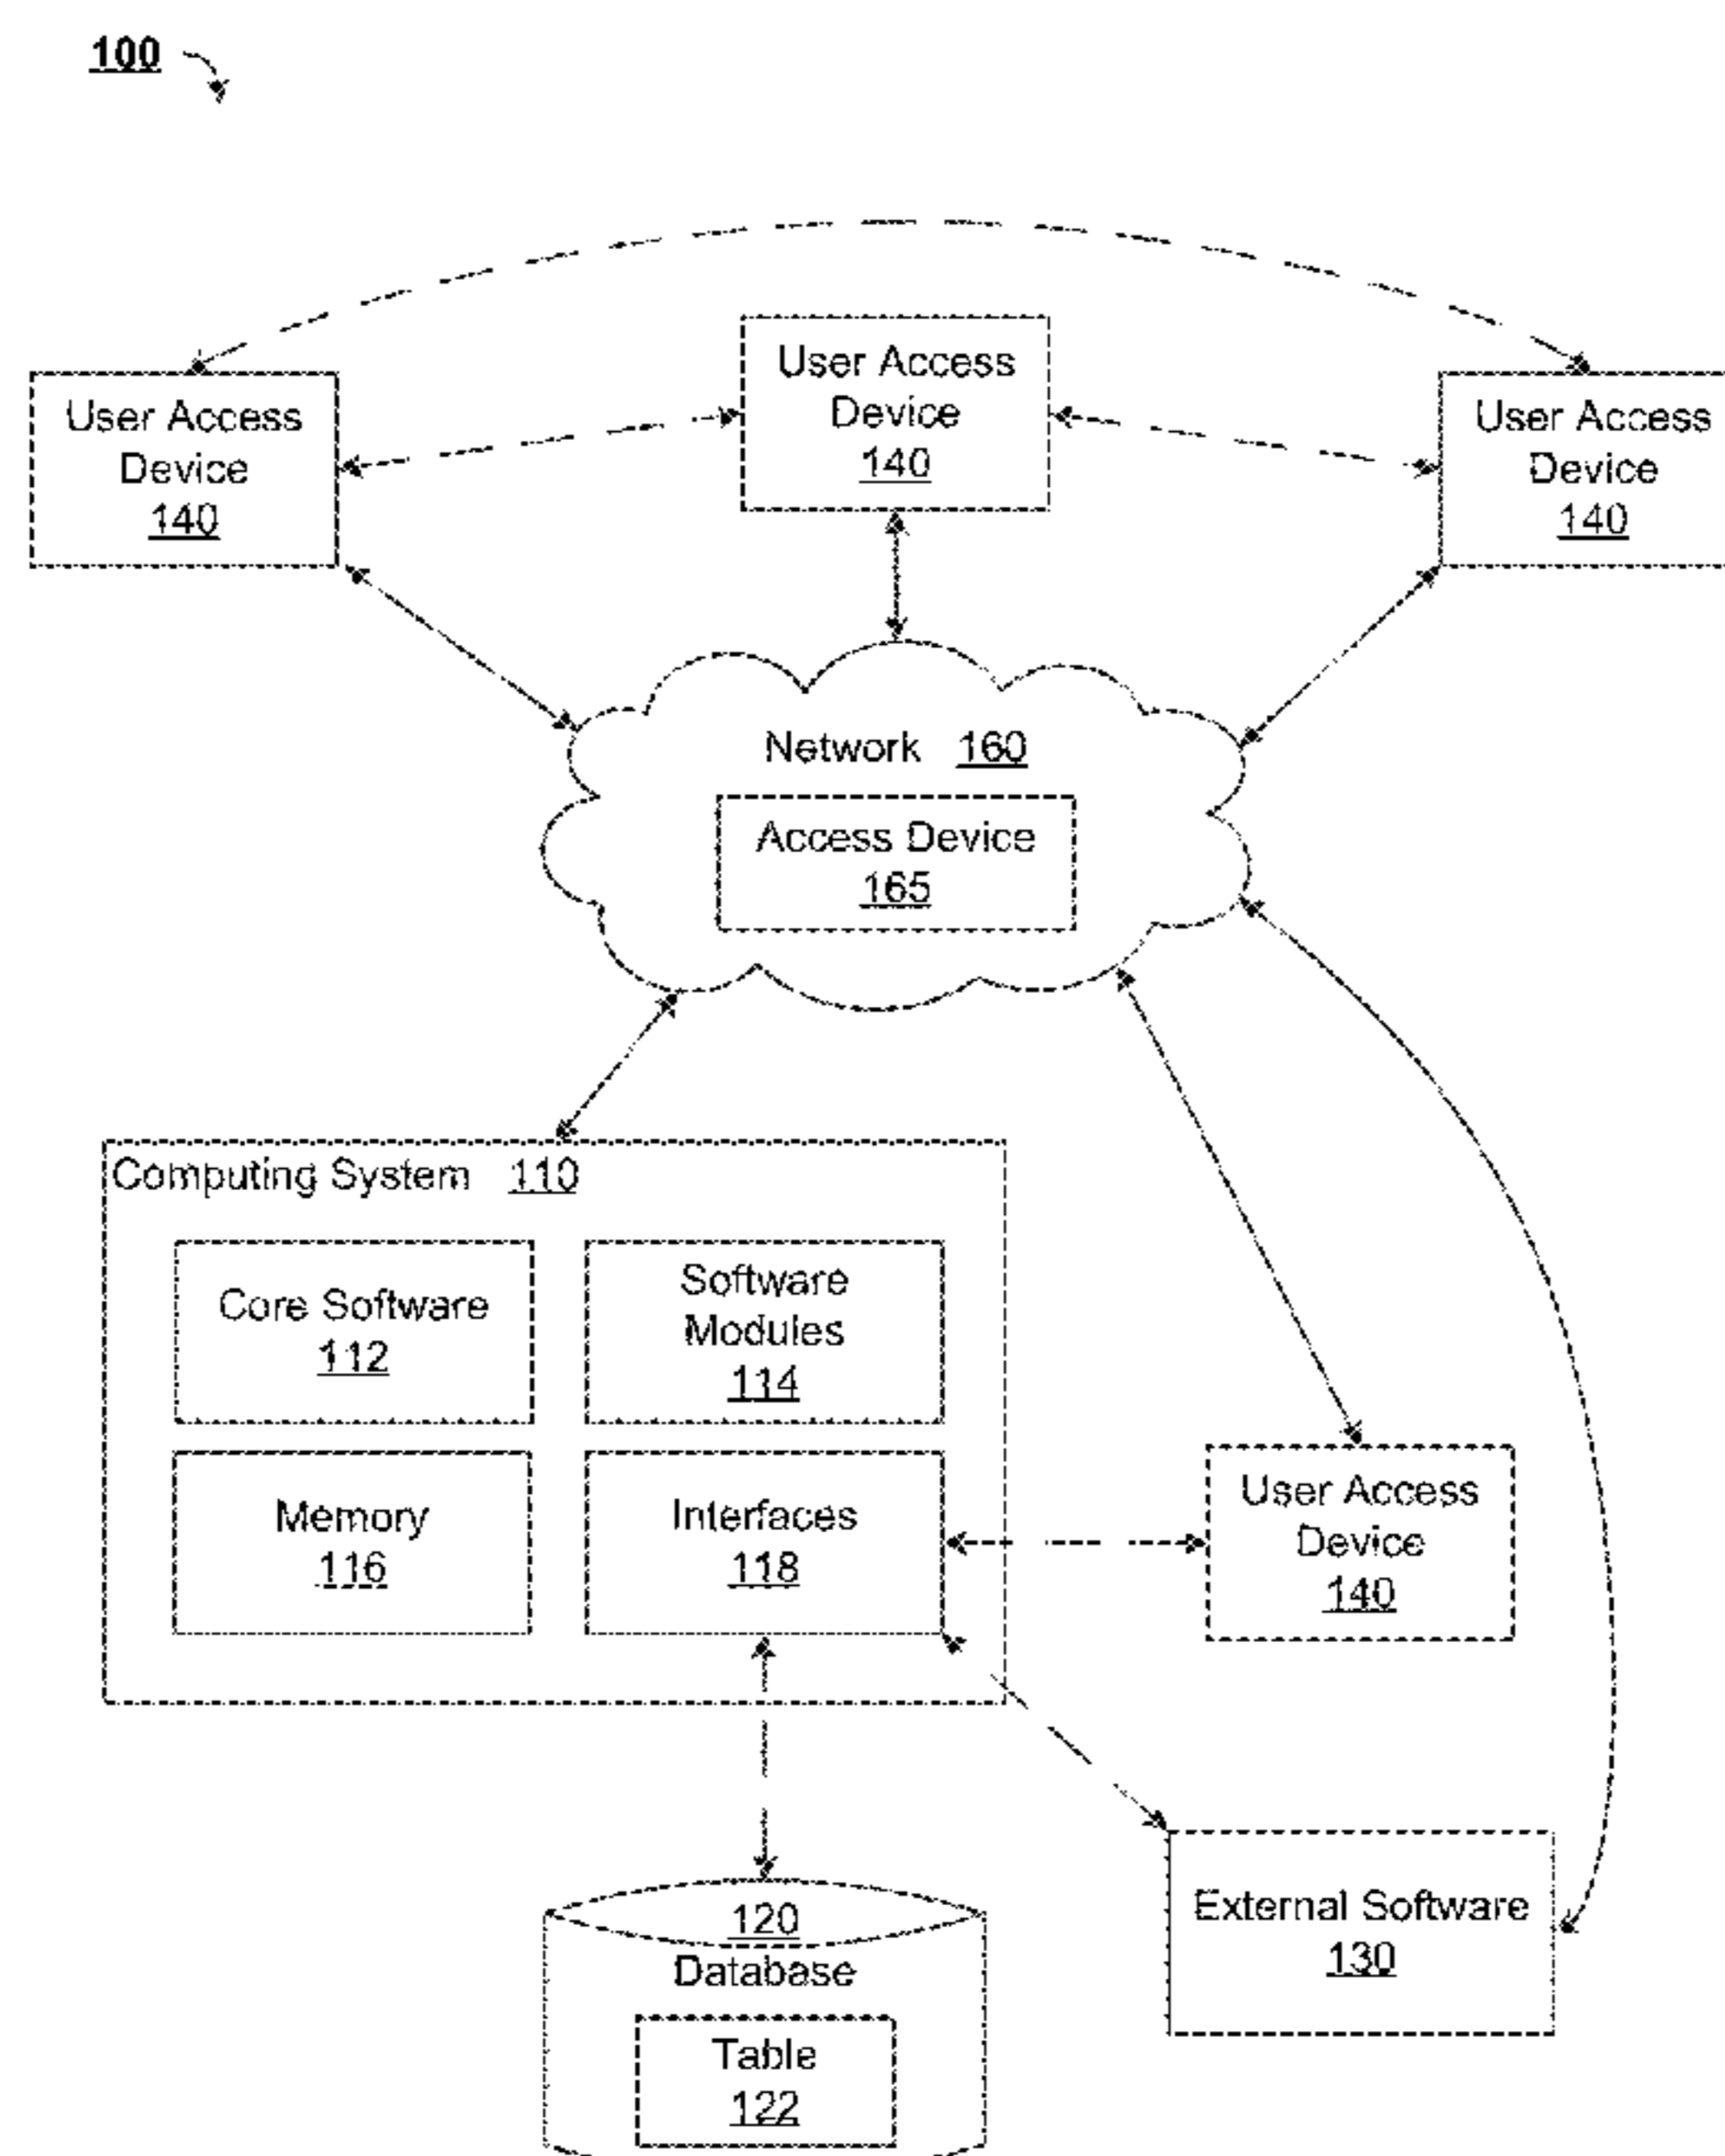 100
User Access
Device
140
User Access
Device
140
User Access
Device
140
Network 160
Access Device
165
Computing System 110
Core Software
112
Software
Modules
114
Memory
116
Interfaces
118
User Access
Device
140
120
Database
Table
122
External Software
130